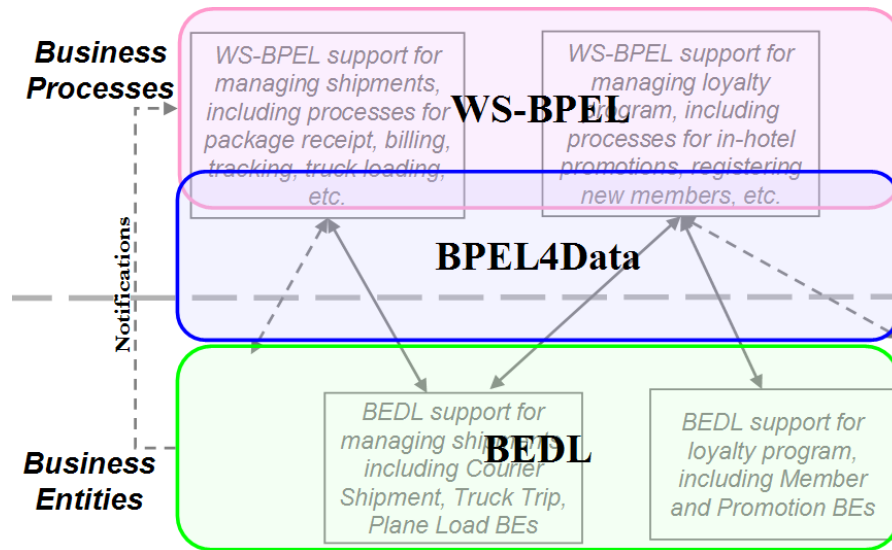 Business
Processes
WS-BPEL support for
managing shipments,
including processes for
package receipt, billing,
tracking, truck loading,
etc.
WS-BPEL support for
managing loyalty
program, including
processes for in-hotel
promotions, registering
new members, etc.
WS-BPEL
BPEL4Data
Notifications
Business
Entities
BEDL support for
managing shipments
including Courier
Shipment, Truck Trip,
Plane Load BEs
BEDL
BEDL support for
loyalty program,
including Member
and Promotion BEs